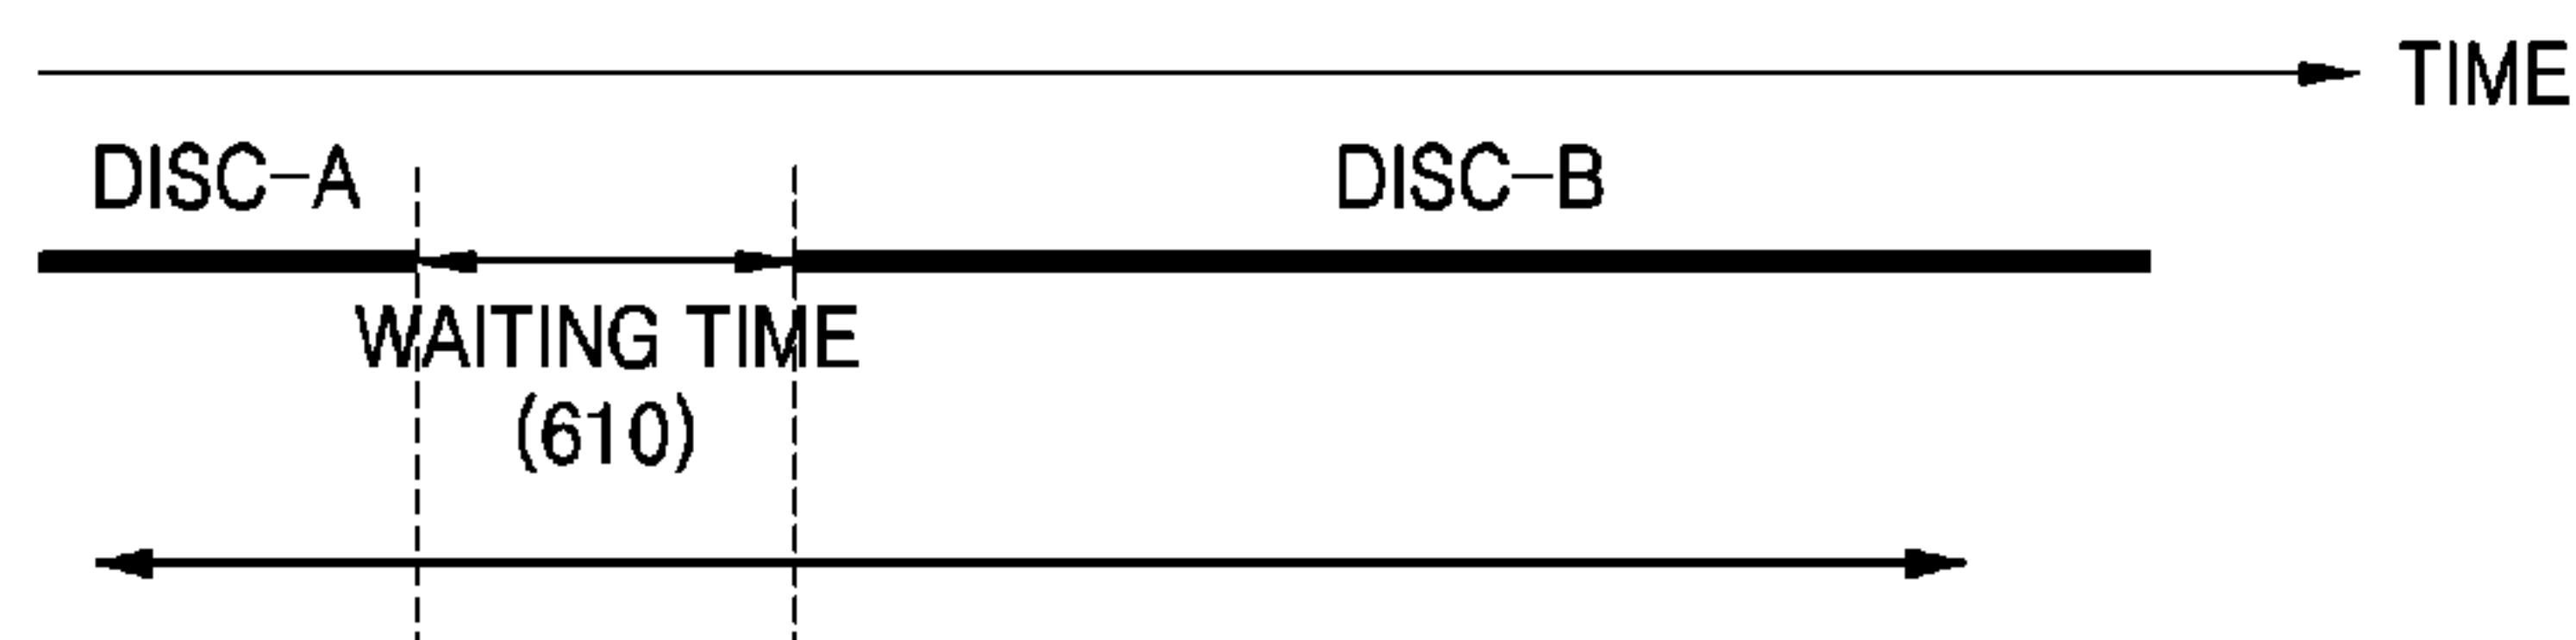 TIME
DISC-A
DISC-B
WAITING TIME
(610)